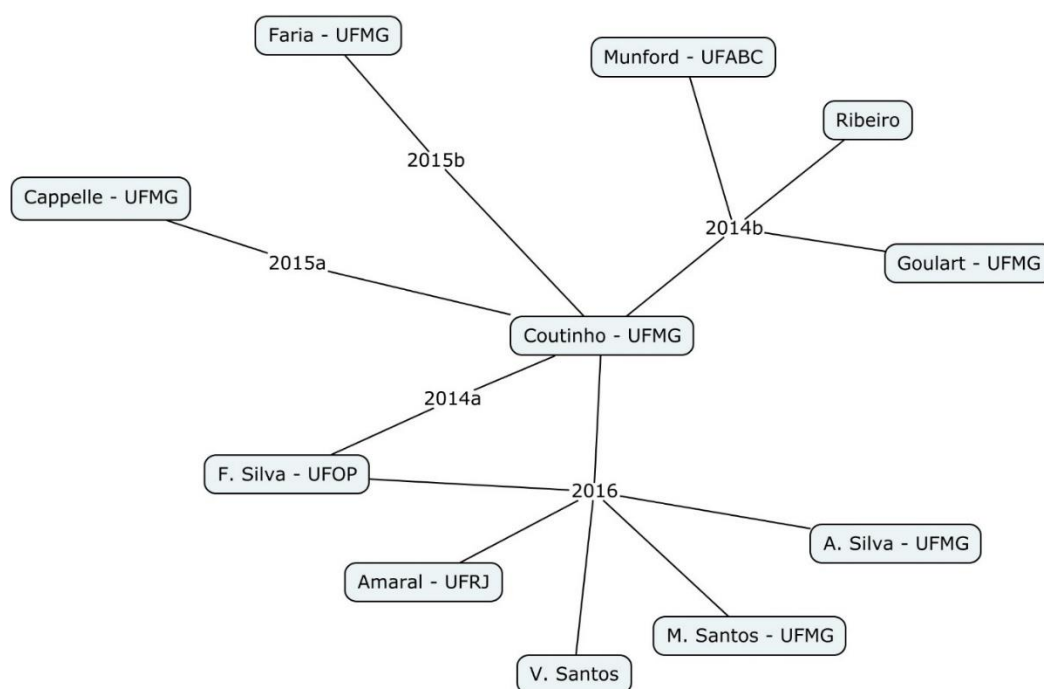 Faria - UFMG
Munford - UFABC
Ribeiro
2015b
Cappelle - UFMG
2014b
2015a
Goulart - UFMG
Coutinho - UFMG
2014a
F. Silva - UFOP
2016
A. Silva - UFMG
Amaral - UFRJ
M. Santos - UFMG
V. Santos